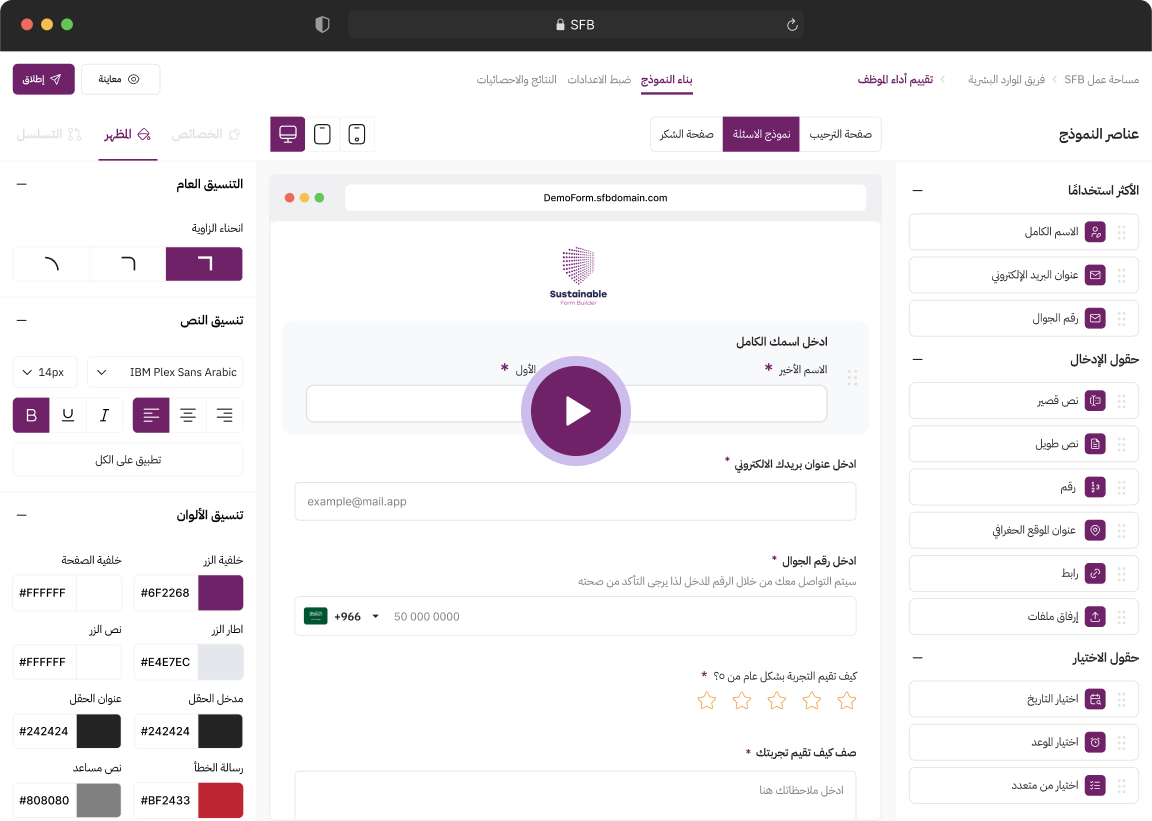 SFB
مساحة عمل SFB
فريق الموارد البشرية
تقييم أداء الموظف
بناء النموذج
ضبط الاعدادات
النتائج والاحصائيات
معاينة
إطلاق
عناصر النموذج
الأكثر استخدامًا
الاسم الكامل
عنوان البريد الإلكتروني
رقم الجوال
حقول الإدخال
نص قصير
نص طويل
رقم
عنوان الموقع الحغرافي
رابط
إرفاق ملفات
حقول الاختيار
اختيار التاريخ
اختيار الموعد
اختيار من متعدد
صفحة الترحيب
نموذج الاسئلة
صفحة الشكر
DemoForm.sfbdomain.com
Sustainable
Form Builder
ادخل اسمك الكامل
الاسم الأخير *
الأول *
ادخل عنوان بريدك الالكتروني *
example@mail.app
ادخل رقم الجوال *
سيتم التواصل معك من خلال الرقم المدخل لذا يرجى التأكد من صحته
+966
50 000 0000
كيف تقيم التجربة بشكل عام من ٥؟ *
صف كيف تقيم تجربتك *
ادخل ملاحظاتك هنا
الخصائص
المظهر
التسلسل
التنسيق العام
انحناء الزاوية
تنسيق النص
IBM Plex Sans Arabic
14px
B U I
تطبيق على الكل
تنسيق الألوان
خلفية الزر
خلفية الصفحة
#6F2268
#FFFFFF
اطار الزر
نص الزر
#E4E7EC
#FFFFFF
مدخل الحقل
عنوان الحقل
#242424
#242424
رسالة الخطأ
نص مساعد
#BF2433
#808080